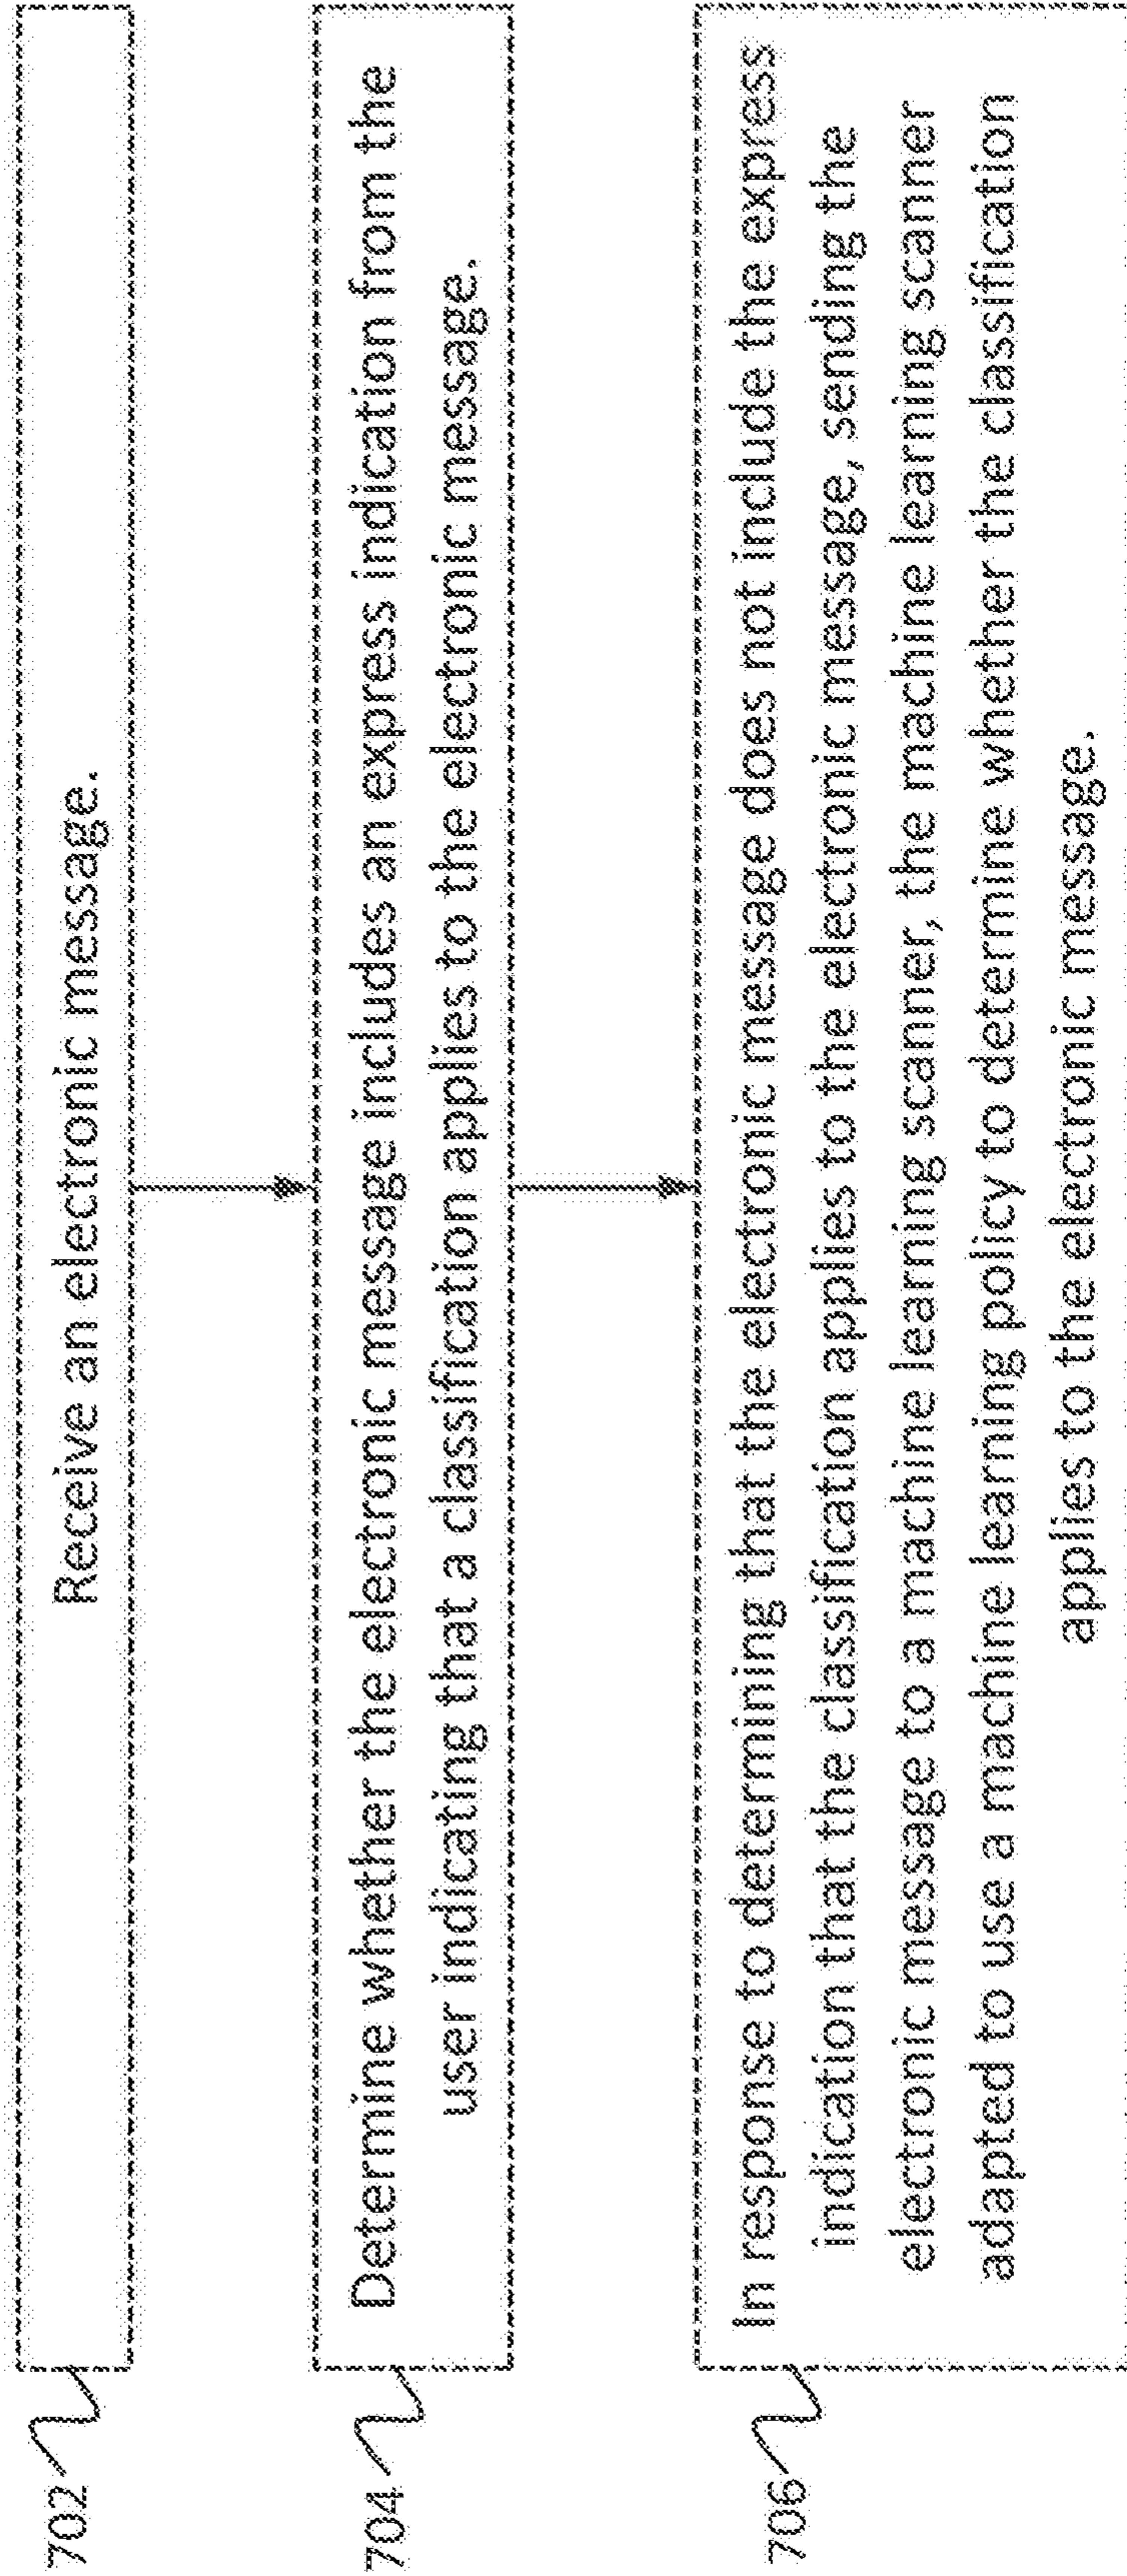 702
Receive an electronic message.
704
Determine whether the electronic message includes an express indication from the
user indicating that a classification applies to the electronic message.
706
In response to determining that the electronic message does not include the express
indication that the classification applies to the electronic message, sending the
electronic message to a machine learning scanner, the machine learning scanner
adapted to use a machine learning policy to determine whether the classification
applies to the electronic message.